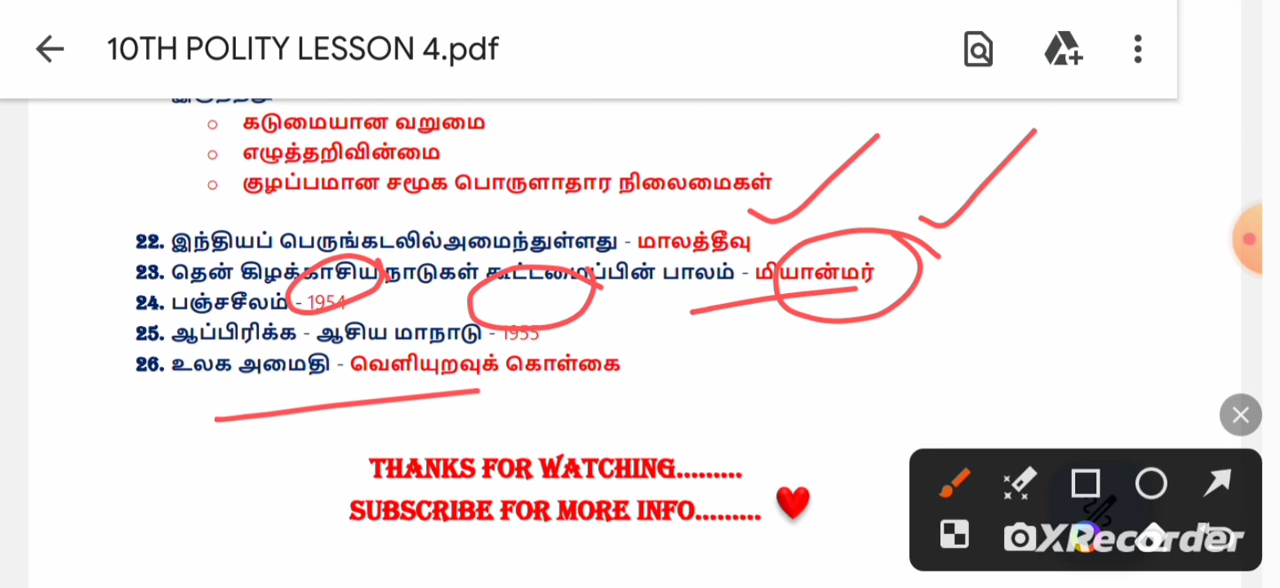 10TH POLITY LESSON 4.pdf
○ கடுமையான வறுமை
○ எழுத்தறிவின்மை
○ குழப்பமான சமூக பொருளாதார நிலைமைகள்
22. இந்தியப் பெருங்கடலில்அமைந்துள்ளது - மாலத்தீவு
23. தென் கிழக்காசிய நாடுகள் கூட்டமைப்பின் பாலம் - மியான்மர்
24. பஞ்சசீலம் - 1954
25. ஆப்பிரிக்க - ஆசிய மாநாடு - 1955
26. உலக அமைதி - வெளியுறவுக் கொள்கை
THANKS FOR WATCHING.........
SUBSCRIBE FOR MORE INFO.........
XRecorder